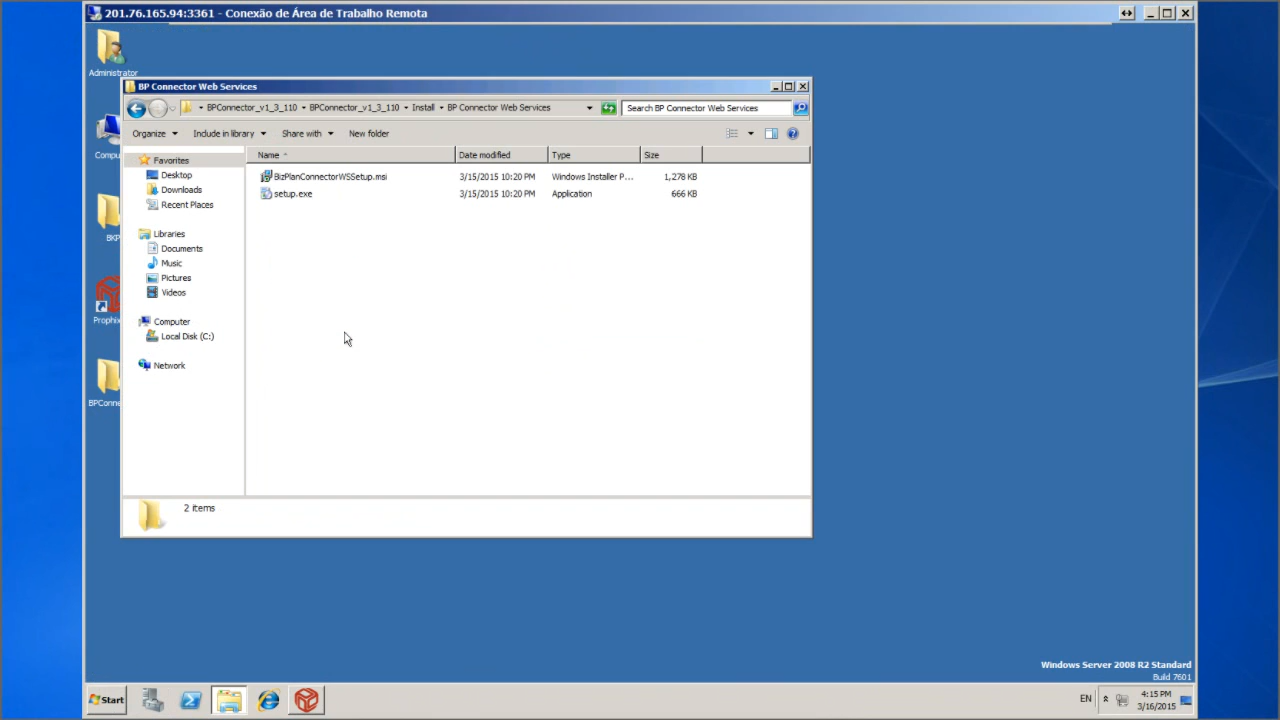 201.76.165.94:3361 - Conexão de Área de Trabalho Remota
Administrator
BP Connector Web Services
BPConnector_v1_3_110 BPConnector_v1_3_110 Install BP Connector Web Services
Search BP Connector Web Services
Organize Include in library Share with New folder
Name Date modified Type Size
Favorites
Desktop
Downloads
Recent Places
Libraries
Documents
Music
Pictures
Videos
Computer
Local Disk (C:)
Network
BizPlanConnectorWSSetup.msi 3/15/2015 10:20 PM Windows Installer P... 1,278 KB
setup.exe 3/15/2015 10:20 PM Application 666 KB
2 items
Compu
BKP
Prophix
BPConne
Windows Server 2008 R2 Standard
Build 7601
Start
EN
4:15 PM
3/16/2015